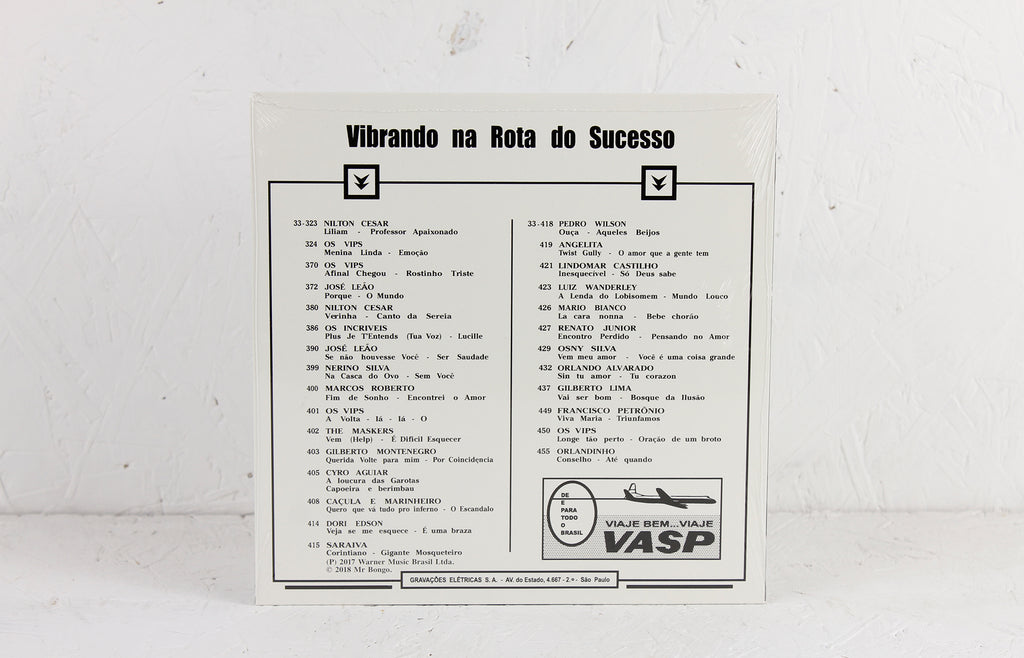 Vibrando na Rota do Sucesso
33-323 NILTON CESAR
Liliam - Professor Apaixonado
324 OS VIPS
Menina Linda - Emoção
370 OS VIPS
Afinal Chegou - Rostinho Triste
372 JOSÉ LEÃO
Porque - O Mundo
380 NILTON CESAR
Verinha - Canto da Sereia
386 OS INCRIVEIS
Plus Je T'Entends (Tua Voz) - Lucille
390 JOSÉ LEÃO
Se não houvesse Você - Ser Saudade
399 NERINO SILVA
Na Casca do Ovo - Sem Você
400 MARCOS ROBERTO
Fim de Sonho - Encontrei o Amor
401 OS VIPS
A Volta - lá - lá - O
402 THE MASKERS
Vem (Help) - É Dificil Esquecer
403 GILBERTO MONTENEGRO
Querida Volte para mim - Por Coincidência
405 CYRO AGUIAR
A loucura das Garotas
Capoeira e berimbau
408 CAÇULA E MARINHEIRO
Quero que vá tudo pro inferno - O Escandalo
414 DORI EDSON
Veja se me esquece - É uma braza
415 SARAIVA
Corintiano - Gigante Mosqueteiro
(P) 2017 Warner Music Brasil Ltda.
© 2018 Mr Bongo.
33-418 PEDRO WILSON
Ouça - Aqueles Beijos
419 ANGELITA
Twist Gully - O amor que a gente tem
421 LINDOMAR CASTILHO
Inesquecivel - Só Deus sabe
423 LUIZ WANDERLEY
A Lenda do Lobisomem - Mundo Louco
426 MARIO BIANCO
La cara nonna - Bebe chorão
427 RENATO JUNIOR
Encontro Perdido - Pensando no Amor
429 OSNY SILVA
Vem meu amor - Você é uma coisa grande
432 ORLANDO ALVARADO
Sin tu amor - Tu corazon
437 GILBERTO LIMA
Vai ser bom - Bosque da Ilusão
449 FRANCISCO PETRÔNIO
Viva Maria - Triunfamos
450 OS VIPS
Longe tão perto - Oração de um broto
455 ORLANDINHO
Conselho - Até quando
DE
E
PARA
TODO
O
BRASIL
VIAJE BEM...VIAJE
VASP
GRAVAÇÕES ELÉTRICAS S. A. - AV. do Estado, 4.667 - 2.º - São Paulo